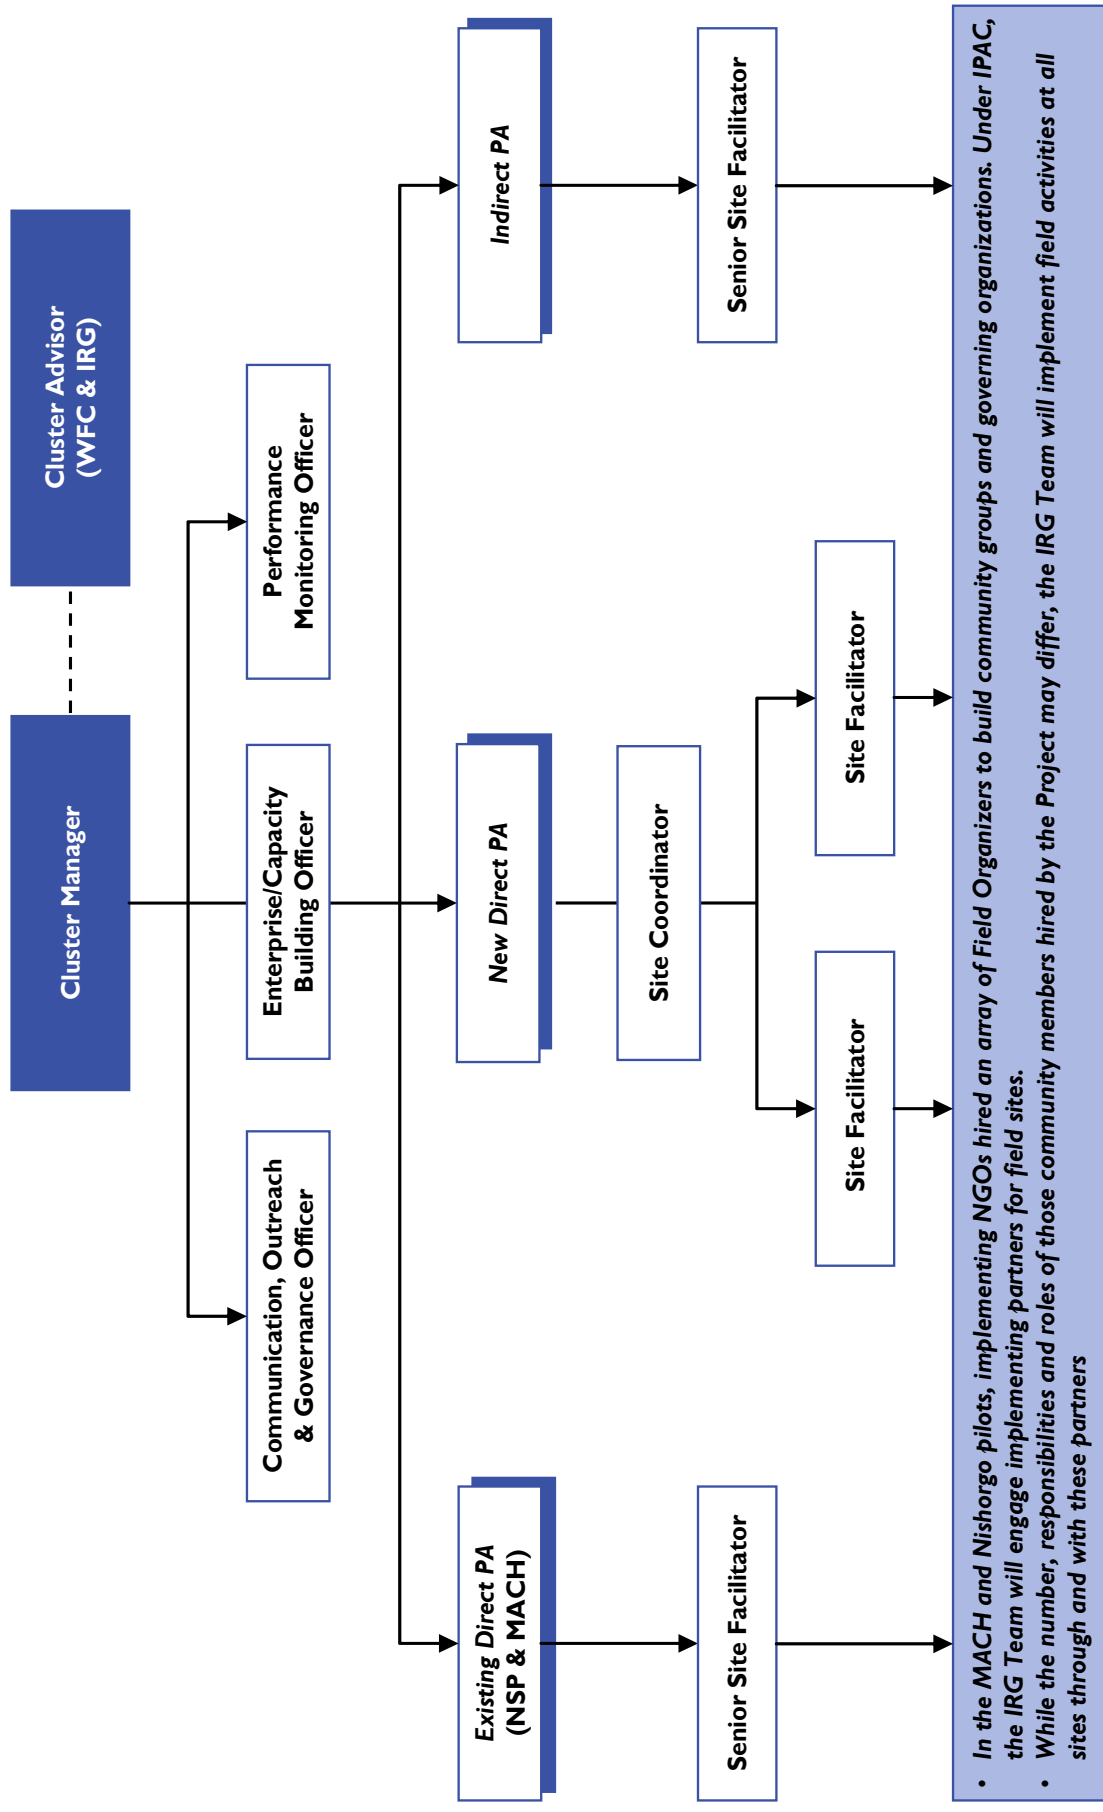 Cluster Manager
Cluster Advisor
(WFC & IRG)
Communication, Outreach
& Governance Officer
Enterprise/Capacity
Building Officer
Performance
Monitoring Officer
Existing Direct PA
(NSP & MACH)
New Direct PA
Indirect PA
Senior Site Facilitator
Site Coordinator
Senior Site Facilitator
Site Facilitator
Site Facilitator
• In the MACH and Nishorgo pilots, implementing NGOs hired an array of Field Organizers to build community groups and governing organizations. Under IPAC,
the IRG Team will engage implementing partners for field sites.
• While the number, responsibilities and roles of those community members hired by the Project may differ, the IRG Team will implement field activities at all
sites through and with these partners